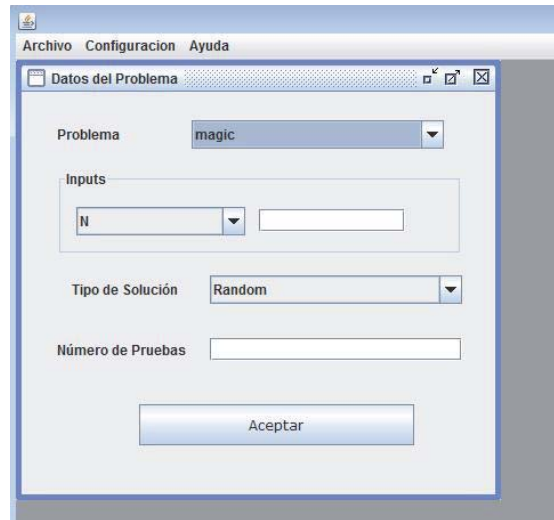 Archivo Configuracion Ayuda
Datos del Problema
Problema magic
Inputs
N
Tipo de Solución Random
Número de Pruebas
Aceptar